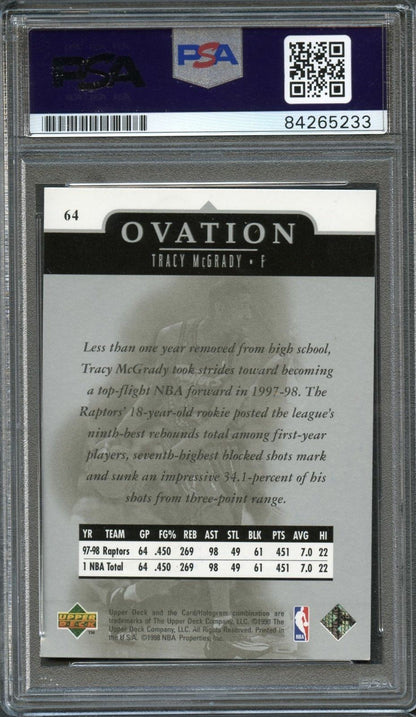 PSA
PSA
84265233
64
OVATION
TRACY McGRADY • F
Less than one year removed from high school,
Tracy McGrady took strides toward becoming
a top-flight NBA forward in 1997-98. The
Raptors' 18-year-old rookie posted the league's
ninth-best rebounds total among first-year
players, seventh-highest blocked shots mark
and sunk an impressive 34.1-percent of his
shots from three-point range.
YR TEAM GP FG% REB AST STL BLK PTS AVG HI
97-98 Raptors 64 .450 269 98 49 61 451 7.0 22
1 NBA Total 64 .450 269 98 49 61 451 7.0 22
Upper Deck and the Card/Hologram combination are
trademarks of The Upper Deck Company, LLC. ©1998 The
Upper Deck Company, LLC. All Rights Reserved. Printed in
the U.S.A. ©1998 NBA Properties, Inc.
UPPER DECK TM
NBA